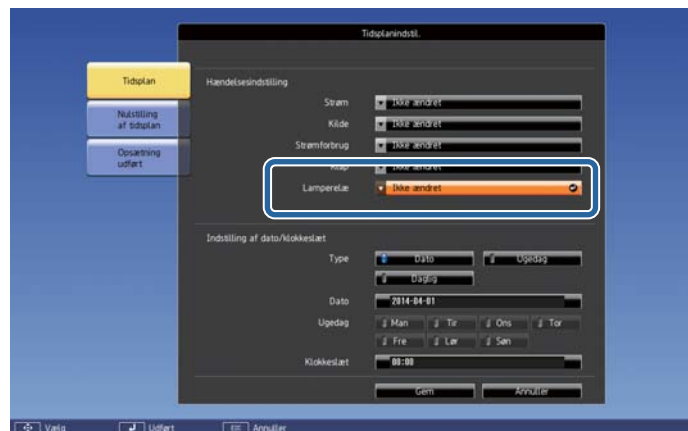 Tidsplanindstil.
Tidsplan
Nulstilling
af tidsplan
Opsætning
udført
Hændelsesindstilling
Strøm Ikke ændret
Kilde Ikke ændret
Strømforbrug Ikke ændret
Klap Ikke ændret
Lamperelæ Ikke ændret
Indstilling af dato/klokkeslæt
Type Dato Ugedag
Daglig
Dato 2014-04-01
Ugedag Man Tir Ons Tor
Fre Lør Søn
Klokkeslæt 00:00
Gem Annuller
Vælg Udført Annuller